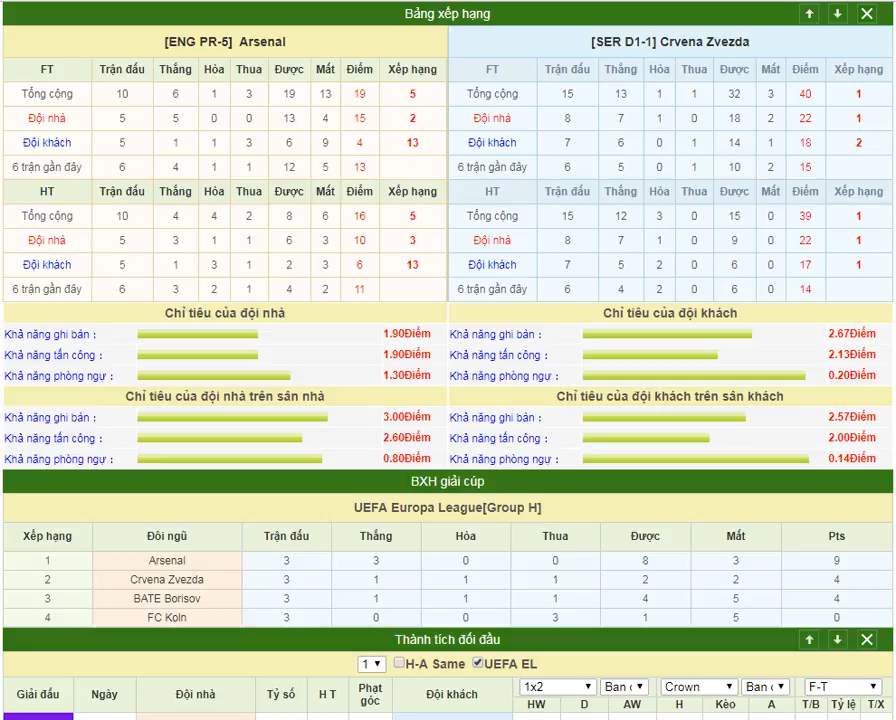 Bảng xếp hạng
[ENG PR-5] Arsenal [SER D1-1] Crvena Zvezda
FT Trận đấu Thắng Hòa Thua Được Mất Điểm Xếp hạng FT Trận đấu Thắng Hòa Thua Được Mất Điểm Xếp hạng
Tổng cộng 10 6 1 3 19 13 19 5 Tổng cộng 15 13 1 1 32 3 40 1
Đội nhà 5 5 0 0 13 4 15 2 Đội nhà 8 7 1 0 18 2 22 1
Đội khách 5 1 1 3 6 9 4 13 Đội khách 7 6 0 1 14 1 18 2
6 trận gần đây 6 4 1 1 12 5 13 6 trận gần đây 6 5 0 1 10 2 15
HT Trận đấu Thắng Hòa Thua Được Mất Điểm Xếp hạng HT Trận đấu Thắng Hòa Thua Được Mất Điểm Xếp hạng
Tổng cộng 10 4 4 2 8 6 16 5 Tổng cộng 15 12 3 0 15 0 39 1
Đội nhà 5 3 1 1 6 3 10 3 Đội nhà 8 7 1 0 9 0 22 1
Đội khách 5 1 3 1 2 3 6 13 Đội khách 7 5 2 0 6 0 17 1
6 trận gần đây 6 3 2 1 4 2 11 6 trận gần đây 6 4 2 0 6 0 14
Chỉ tiêu của đội nhà Chỉ tiêu của đội khách
Khả năng ghi bàn : 1.90Điểm Khả năng ghi bàn : 2.67Điểm
Khả năng tấn công : 1.90Điểm Khả năng tấn công : 2.13Điểm
Khả năng phòng ngự : 1.30Điểm Khả năng phòng ngự : 0.20Điểm
Chỉ tiêu của đội nhà trên sân nhà Chỉ tiêu của đội khách trên sân khách
Khả năng ghi bàn : 3.00Điểm Khả năng ghi bàn : 2.57Điểm
Khả năng tấn công : 2.60Điểm Khả năng tấn công : 2.00Điểm
Khả năng phòng ngự : 0.80Điểm Khả năng phòng ngự : 0.14Điểm
BXH giải cúp
UEFA Europa League[Group H]
Xếp hạng Đôi ngũ Trận đấu Thắng Hòa Thua Được Mất Pts
1 Arsenal 3 3 0 0 8 3 9
2 Crvena Zvezda 3 1 1 1 2 2 4
3 BATE Borisov 3 1 1 1 4 5 4
4 FC Koln 3 0 0 3 1 5 0
Thành tích đối đầu
1 H-A Same UEFA EL
Giải đấu Ngày Đội nhà Tỷ số H T Phạt góc Đội khách 1x2 Ban Crown Ban F-T
HW D AW H Kèo A T/B Tỷ lệ T/X